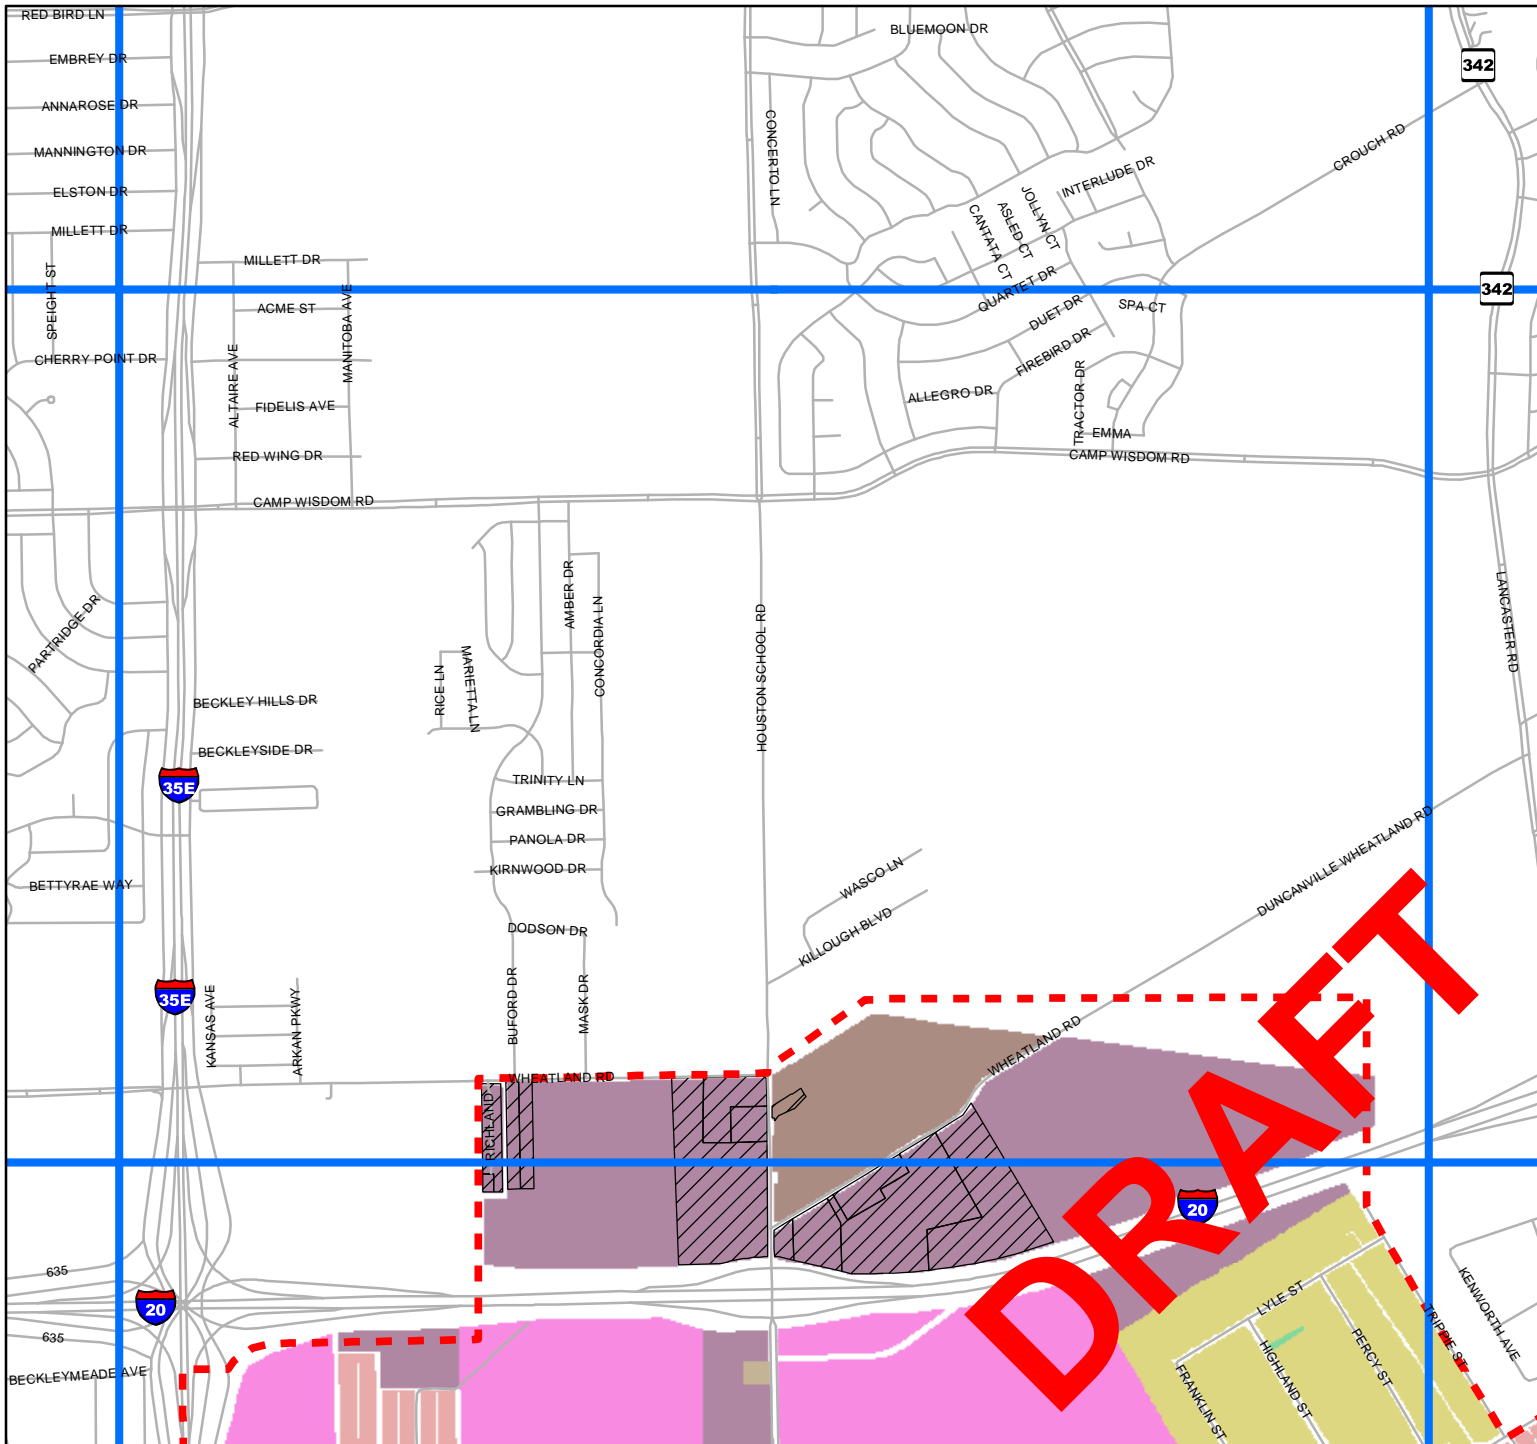 RED BIRD LN
BLUEMOON DR
EMBREY DR
342
ANNAROSE DR
CONCERTO LN
CROUCH RD
MANNINGTON DR
INTERLUDE DR
ELSTON DR
JOLLYN CT
ASLED CT
CANTATA CT
MILLETT DR
MILLETT DR
SPEIGHT ST
QUARTET DR
342
ACME ST
MANITOBA AVE
DUET DR
SPA CT
FIREBIRD DR
CHERRY POINT DR
ALTAIRE AVE
TRACTOR DR
ALLEGRO DR
FIDELIS AVE
EMMA
RED WING DR
CAMP WISDOM RD
CAMP WISDOM RD
AMBER DR
CONCORDIA LN
PARTRIDGE DR
HOUSTON SCHOOL RD
LANCASTER RD
RICE LN
MARIETTA LN
BECKLEY HILLS DR
BECKLEYSIDE DR
35E
TRINITY LN
GRAMBLING DR
PANOLA DR
KIRNWOOD DR
DUNCANVILLE WHEATLAND RD
WASCO LN
BETTYRAE WAY
KILLOUGH BLVD
DODSON DR
35E
KANSAS AVE
ARKAN PKWY
BUFORD DR
MASK DR
WHEATLAND RD
WHEATLAND RD
RICHLAND
DRAFT
20
635
20
LYLE ST
KENWORTH AVE
635
TRIPPIE ST
HIGHLAND ST
PERCY ST
BECKLEYMEADE AVE
FRANKLIN ST